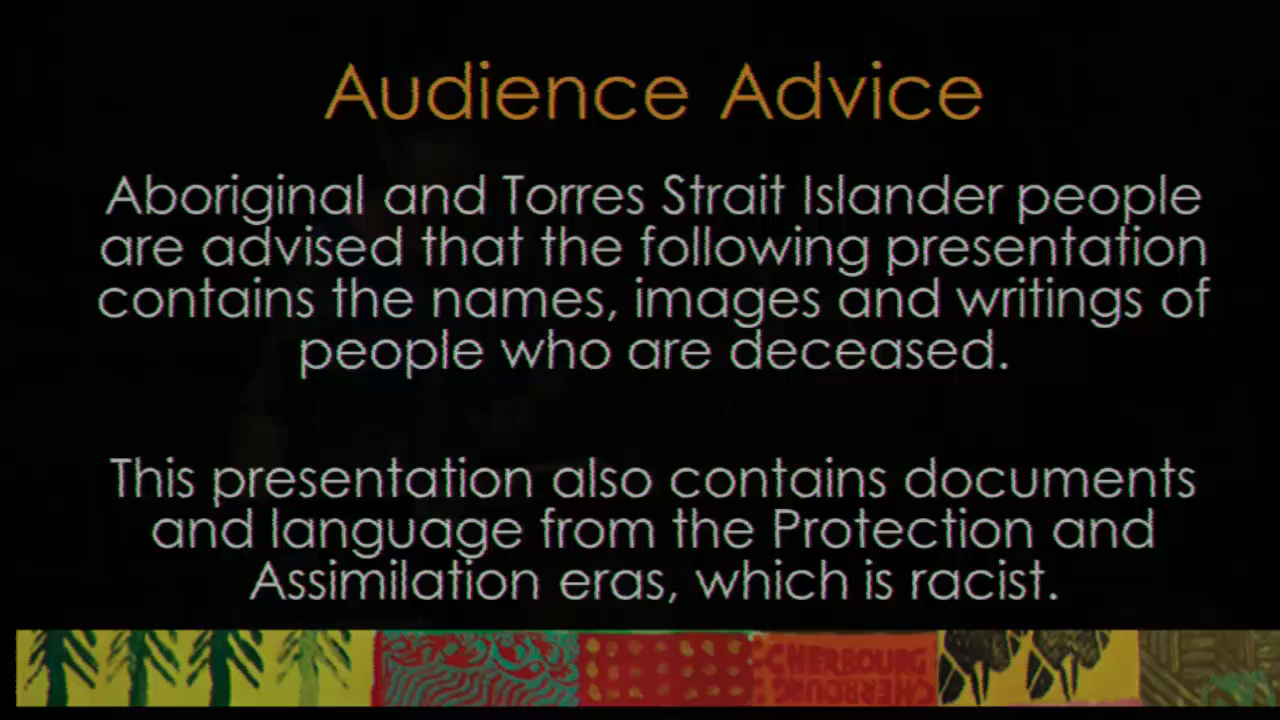 Audience Advice
Aboriginal and Torres Strait Islander people
are advised that the following presentation
contains the names, images and writings of
people who are deceased.
This presentation also contains documents
and language from the Protection and
Assimilation eras, which is racist.
CHERBOURG
CHERBOURG